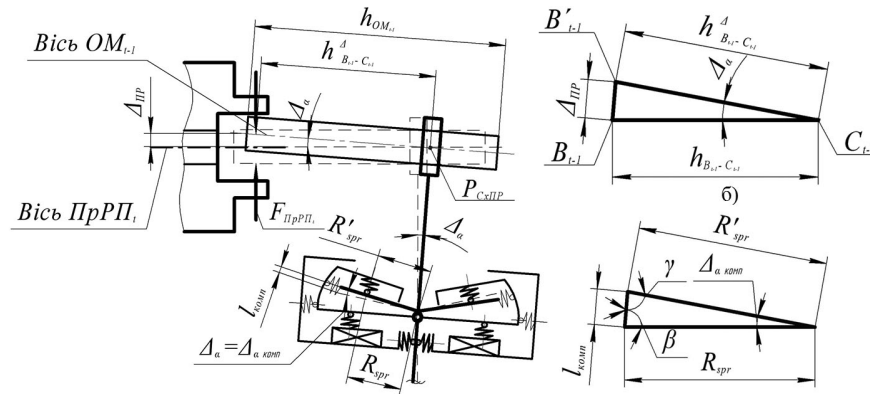 h_{OM_{t-1}}
Вісь OM_{t-1}
h^{Δ}_{B_{t-1}-C_{t-1}}
Δ_{ПР}
Δ_α
P_{СхПР}
Вісь ПрРП_t
F_{ПрРП_t}
R'_{spr}
Δ_α
l_{комп}
Δ_α=Δ_{α комп}
R_{spr}
B'_{t-1}
h^{Δ}_{B_{t-1}-C_{t-1}}
Δ_α
Δ_{ПР}
B_{t-1}
C_{t-}
h_{B_{t-1}-C_{t-1}}
б)
R'_{spr}
γ
Δ_{α комп}
l_{комп}
β
R_{spr}